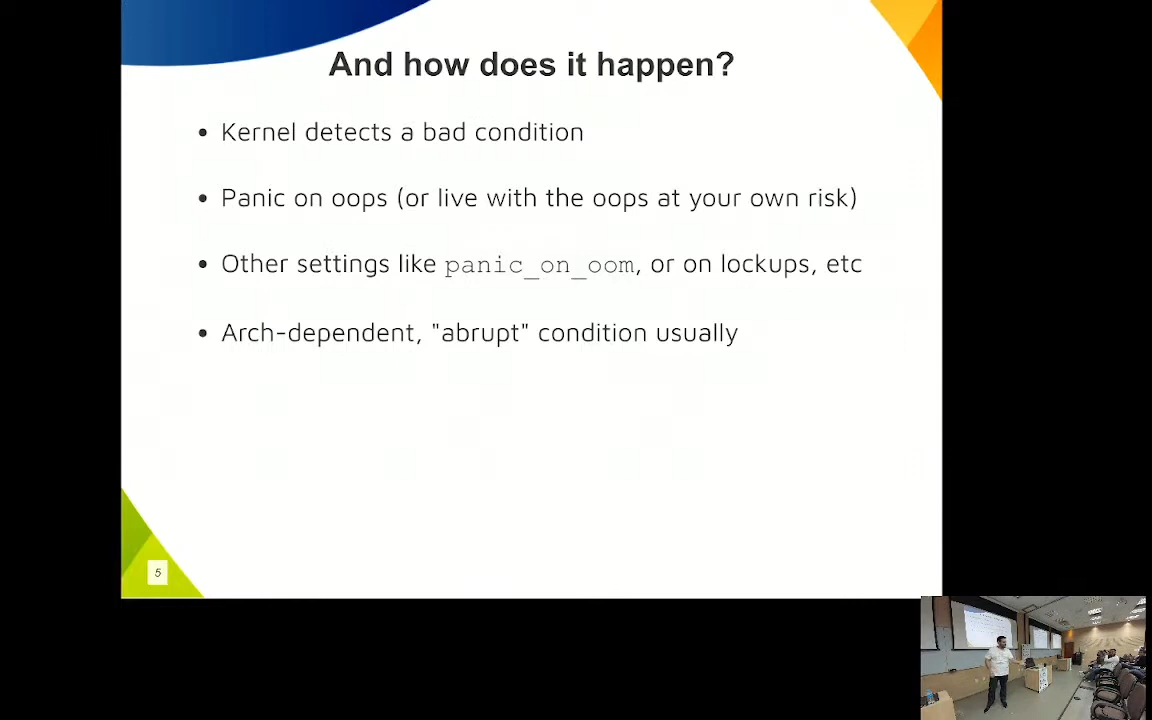 And how does it happen?
• Kernel detects a bad condition
• Panic on oops (or live with the oops at your own risk)
• Other settings like panic_on_oom, or on lockups, etc
• Arch-dependent, "abrupt" condition usually
5